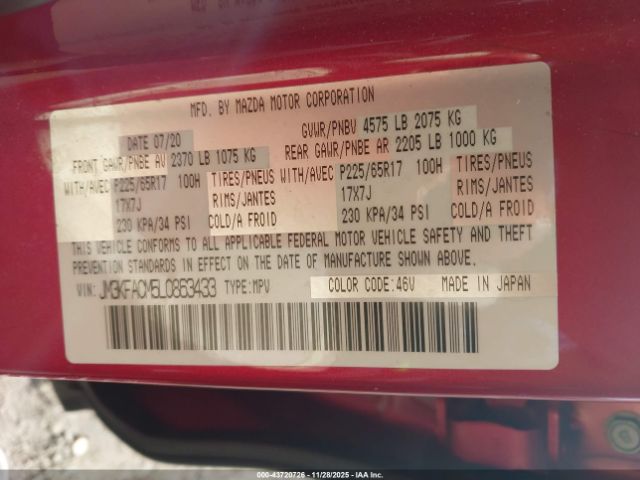 MFD. BY MAZDA MOTOR CORPORATION
DATE 07/20 GVWR/PNBV 4575 LB 2075 KG
FRONT GAWR/PNBE AV 2370 LB 1075 KG REAR GAWR/PNBE AR 2205 LB 1000 KG
WITH/AVEC P225/65R17 100H TIRES/PNEUS WITH/AVEC P225/65R17 100H TIRES/PNEUS
17X7J RIMS/JANTES 17X7J RIMS/JANTES
230 KPA/34 PSI COLD/A FROID 230 KPA/34 PSI COLD/A FROID
THIS VEHICLE CONFORMS TO ALL APPLICABLE FEDERAL MOTOR VEHICLE SAFETY AND THEFT
PREVENTION STANDARDS IN EFFECT ON THE DATE OF MANUFACTURE SHOWN ABOVE.
VIN: JM3KFACM5L0853433 TYPE: MPV COLOR CODE: 46V MADE IN JAPAN
00-43720726 | 11/28/2025 | IAA Inc.